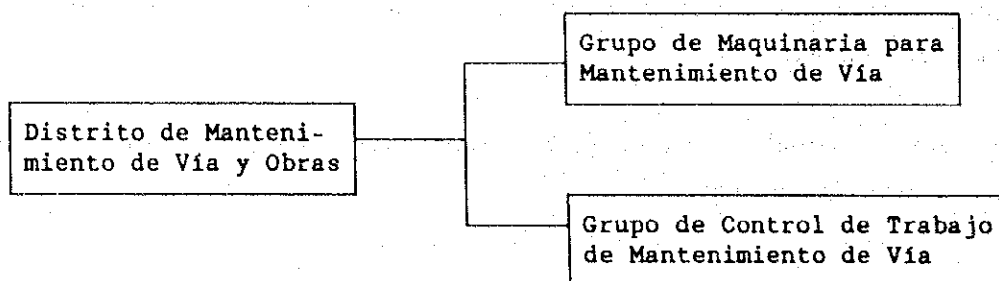 Grupo de Maquinaria para
Mantenimiento de Vía
Distrito de Manteni-
miento de Vía y Obras
Grupo de Control de Trabajo
de Mantenimiento de Vía